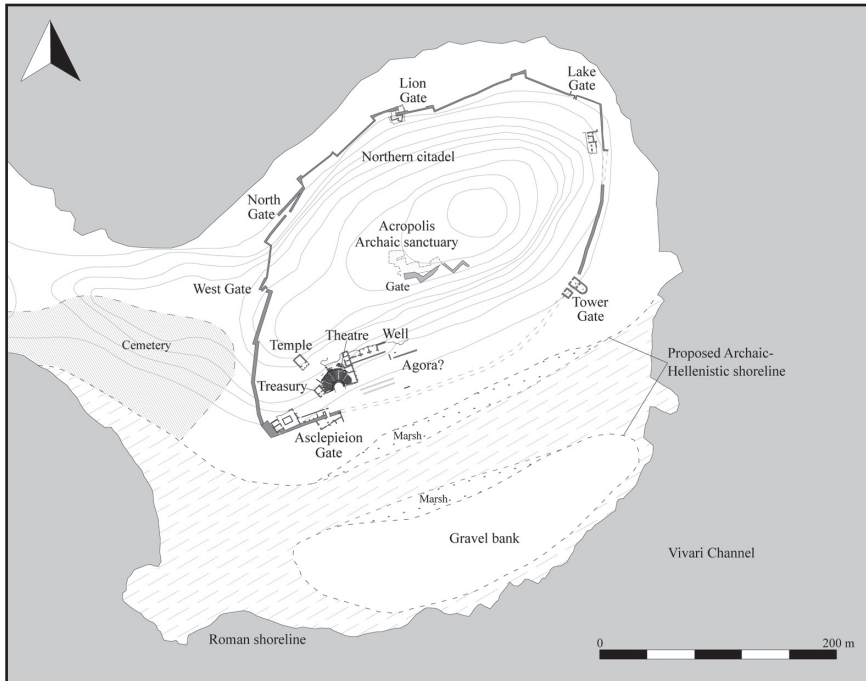 Lion
Gate
Lake
Gate
Northern citadel
North
Gate
Acropolis
Archaic sanctuary
Gate
West Gate
Tower
Gate
Cemetery
Temple
Theatre
Well
Agora?
Treasury
Proposed Archaic-
Hellenistic shoreline
Asclepieion
Gate
Marsh
Marsh
Gravel bank
Vivari Channel
Roman shoreline
0
200 m